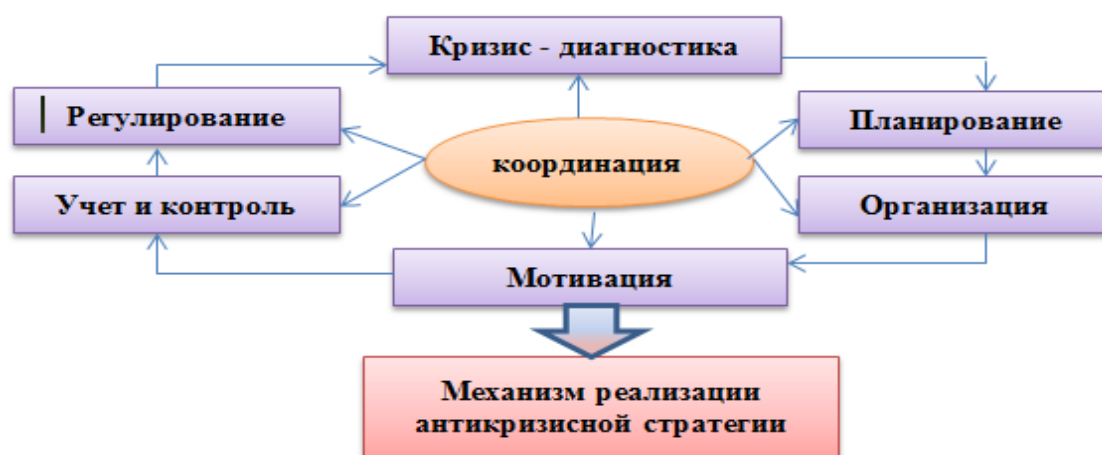 Кризис - диагностика
Регулирование
Планирование
координация
Учет и контроль
Организация
Мотивация
Механизм реализации
антикризисной стратегии